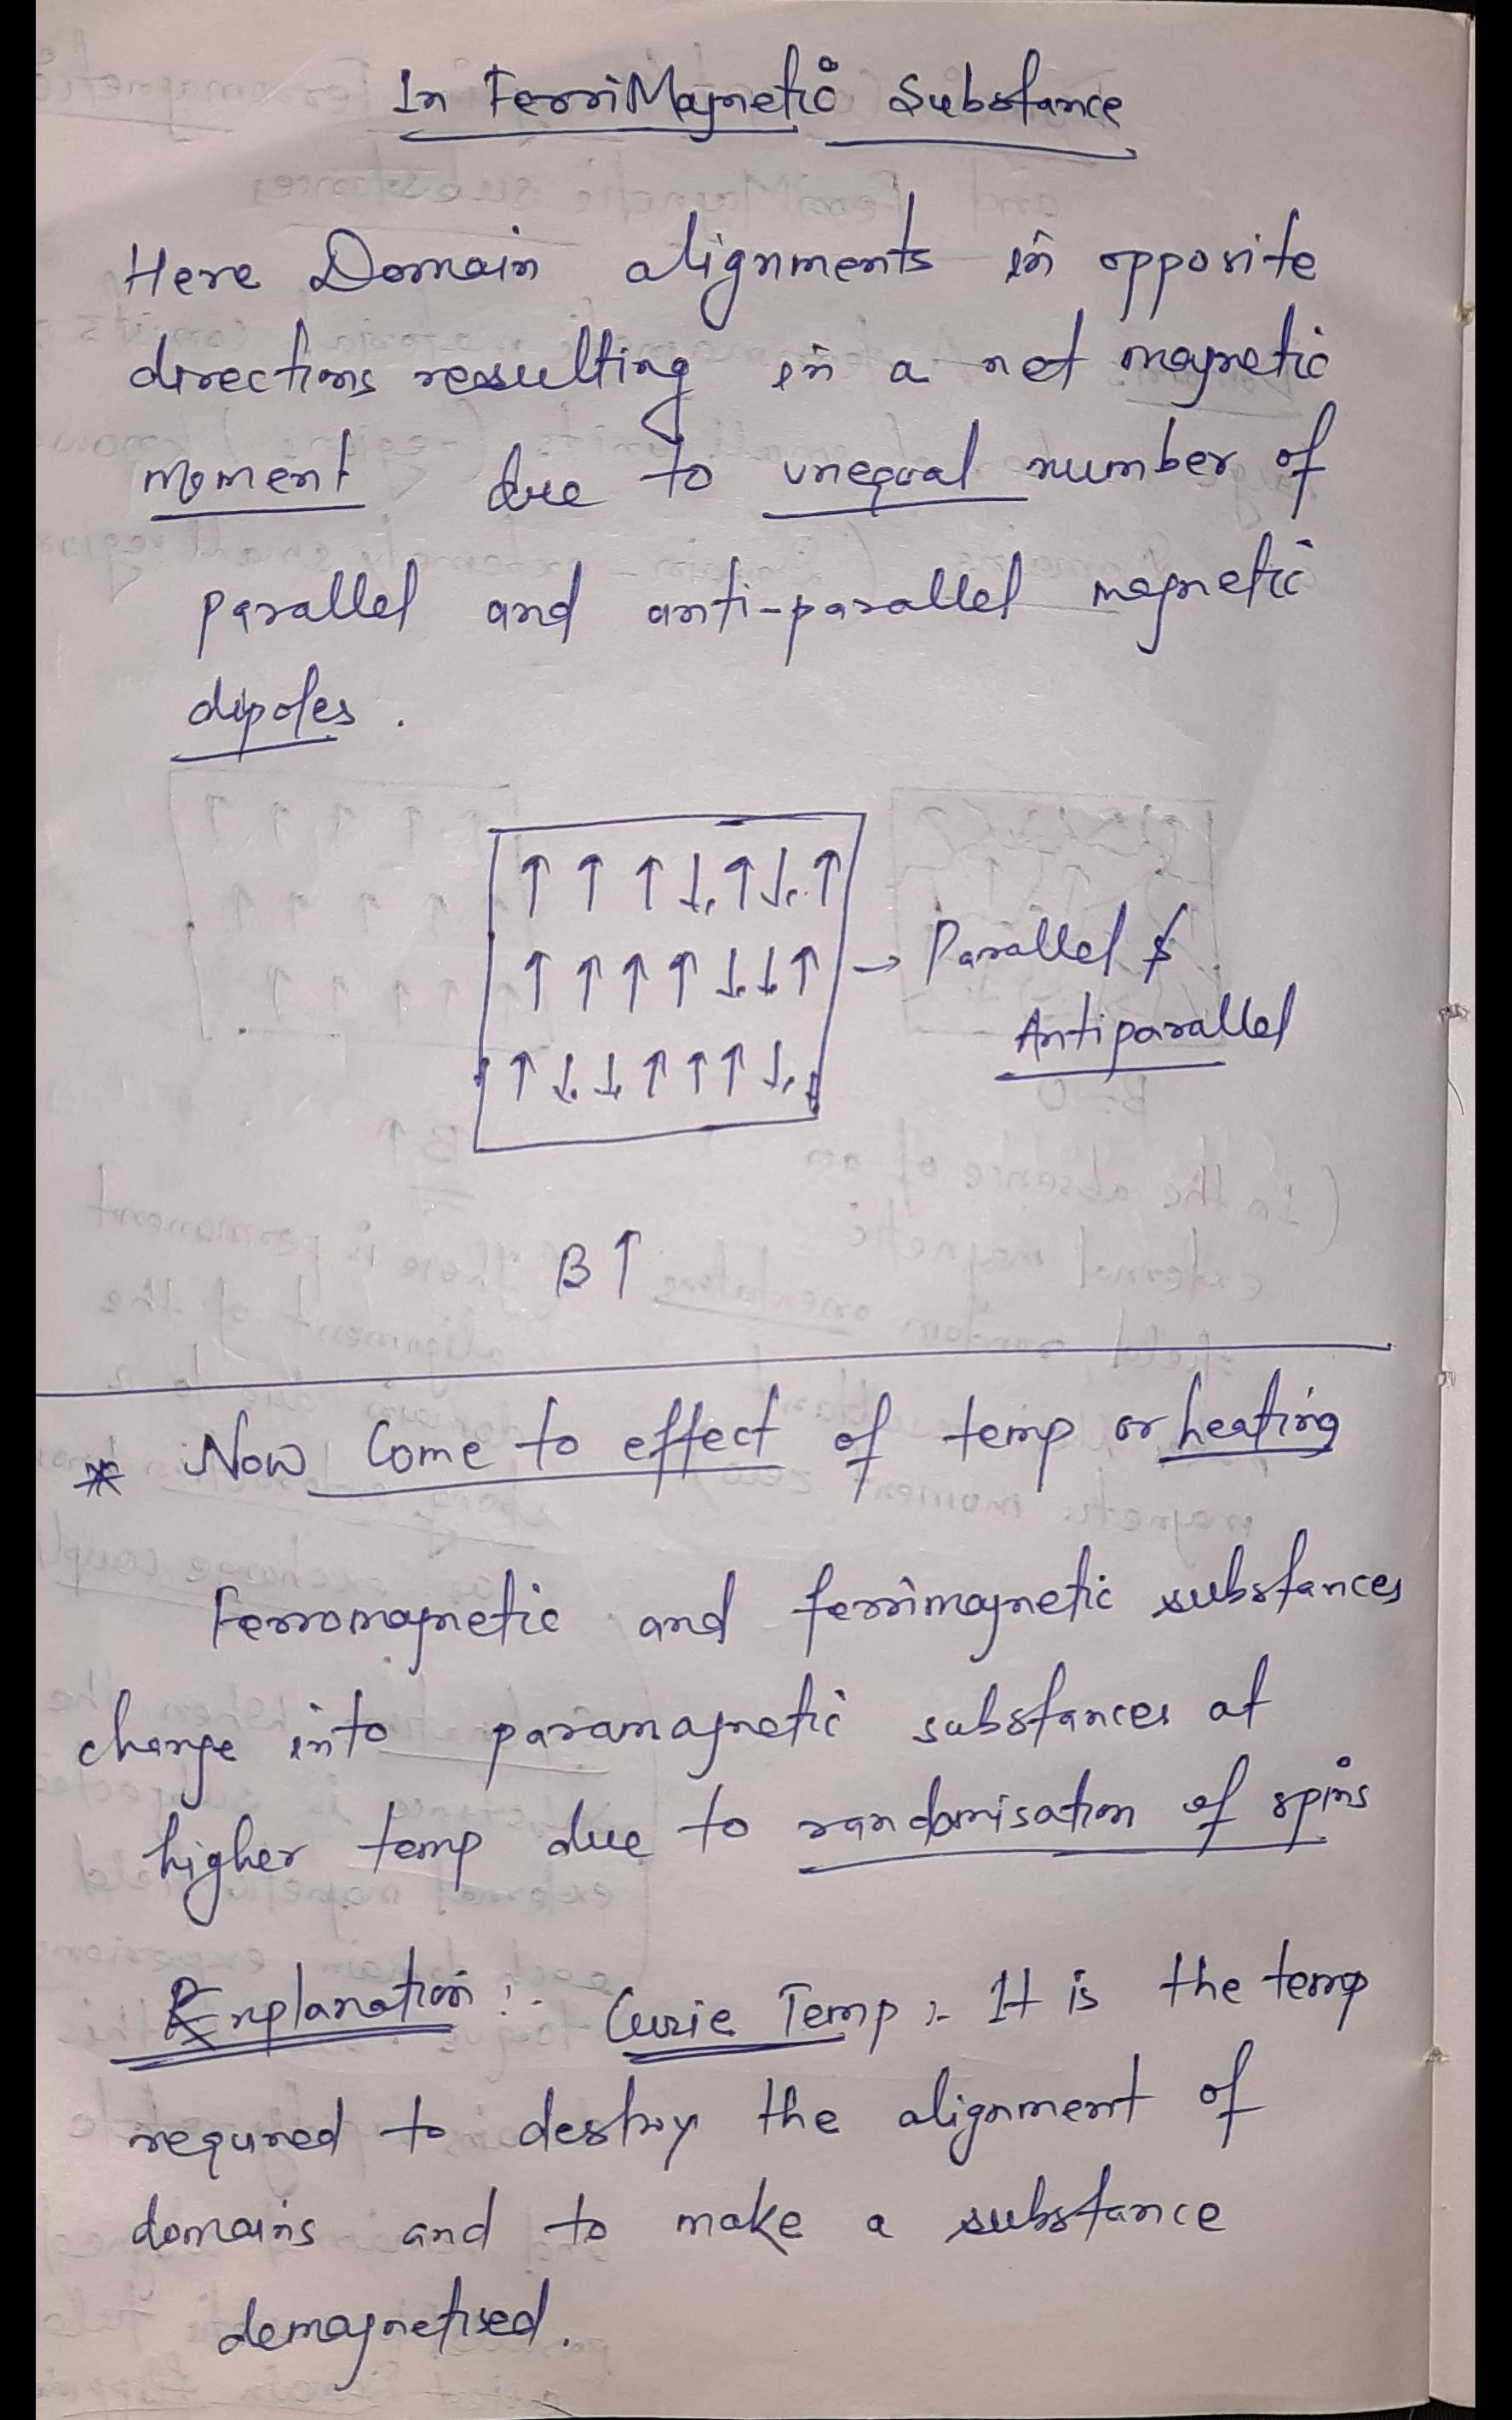 In FerriMagnetic Substance
Here Domain alignments in opposite
directions resulting in a net magnetic
moment due to unequal number of
parallel and anti-parallel magnetic
dipoles.
↑ ↑ ↑ ↓ ↑ ↓ ↑
↑ ↑ ↑ ↑ ↓ ↓ ↑ → Parallel &
Antiparallel
↑ ↓ ↓ ↑ ↑ ↑ ↓ ↓
B↑
* Now Come to effect of temp or heating
Ferromagnetic and ferrimagnetic substances
change into paramagnetic substances at
higher temp due to randomisation of spins
Explanation :- Curie Temp :- It is the temp
required to destroy the alignment of
domains and to make a substance
demagnetised.